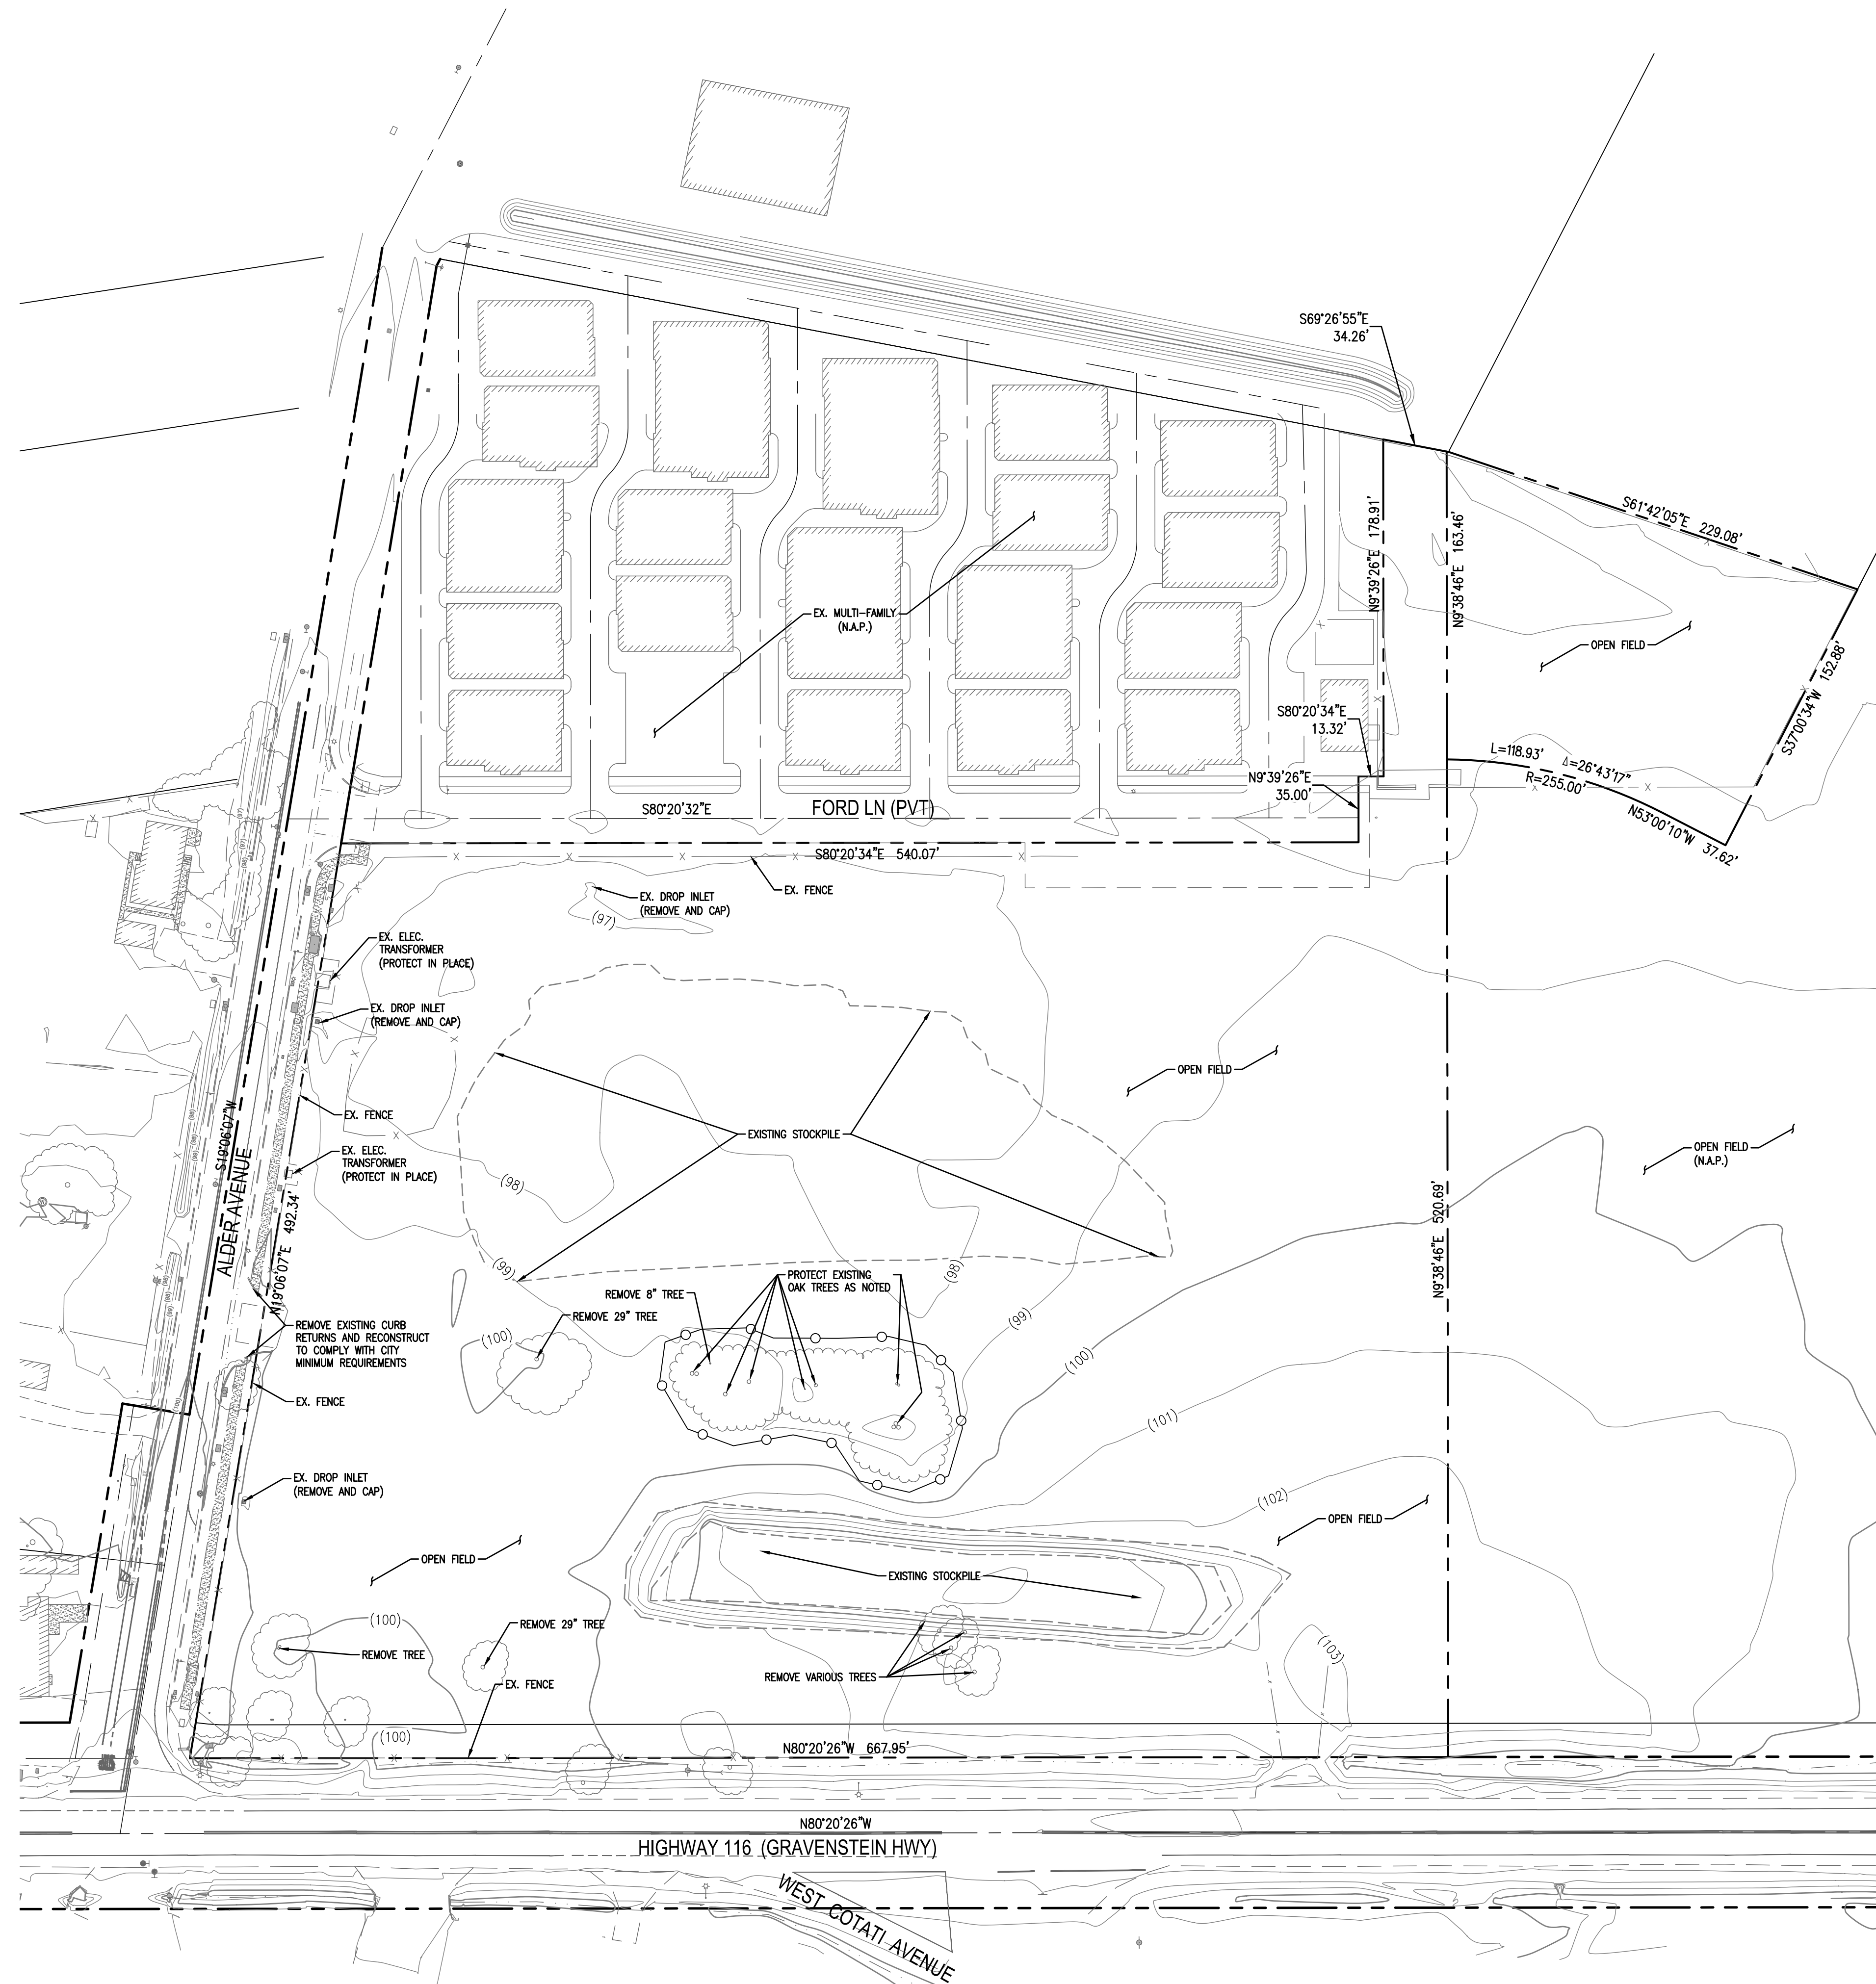 S69°26'55"E
34.26'
S61°42'05"E 229.08'
N9°39'26"E 178.91'
N9°38'46"E 163.46'
EX. MULTI-FAMILY
(N.A.P.)
OPEN FIELD
S37°00'34"W 152.88'
S80°20'34"E
13.32'
L=118.93' Δ=26°43'17"
R=255.00'
N53°00'10"W 37.62'
N9°39'26"E
35.00'
S80°20'32"E
FORD LN (PVT)
S80°20'34"E 540.07'
EX. FENCE
EX. DROP INLET
(REMOVE AND CAP)
(97)
EX. ELEC.
TRANSFORMER
(PROTECT IN PLACE)
EX. DROP INLET
(REMOVE AND CAP)
OPEN FIELD
EX. FENCE
EXISTING STOCKPILE
OPEN FIELD
(N.A.P.)
EX. ELEC.
TRANSFORMER
(PROTECT IN PLACE)
(98)
S19°06'07"W
ALDER AVENUE
N19°06'07"E 492.34'
N9°38'46"E 520.69'
(99)
(98)
PROTECT EXISTING
OAK TREES AS NOTED
REMOVE 8" TREE
REMOVE 29" TREE
(99)
(100)
(100)
REMOVE EXISTING CURB
RETURNS AND RECONSTRUCT
TO COMPLY WITH CITY
MINIMUM REQUIREMENTS
EX. FENCE
(101)
EX. DROP INLET
(REMOVE AND CAP)
(102)
OPEN FIELD
OPEN FIELD
EXISTING STOCKPILE
(100)
REMOVE 29" TREE
REMOVE TREE
(103)
REMOVE VARIOUS TREES
EX. FENCE
(100)
N80°20'26"W 667.95'
N80°20'26"W
HIGHWAY 116 (GRAVENSTEIN HWY)
WEST COTATI AVENUE